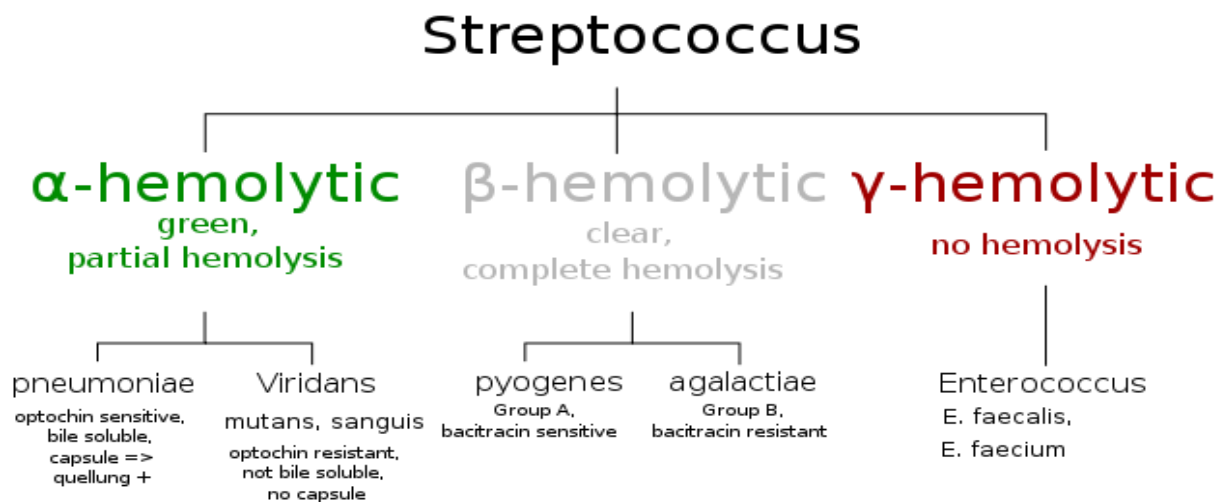 Streptococcus
α-hemolytic
green,
partial hemolysis
β-hemolytic
clear,
complete hemolysis
γ-hemolytic
no hemolysis
pneumoniae
optochin sensitive,
bile soluble,
capsule =>
quellung +
Viridans
mutans, sanguis
optochin resistant,
not bile soluble,
no capsule
pyogenes
Group A,
bacitracin sensitive
agalactiae
Group B,
bacitracin resistant
Enterococcus
E. faecalis,
E. faecium